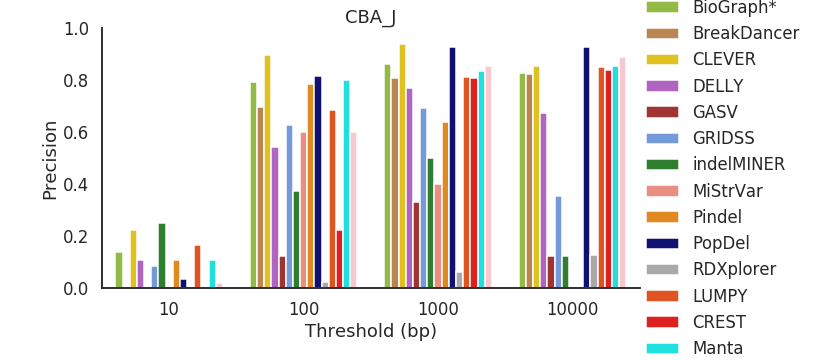 CBA_J
1.0
0.8
0.6
0.4
0.2
0.0
Precision
10
100
1000
10000
Threshold (bp)
BioGraph*
BreakDancer
CLEVER
DELLY
GASV
GRIDSS
indelMINER
MiStrVar
Pindel
PopDel
RDXplorer
LUMPY
CREST
Manta